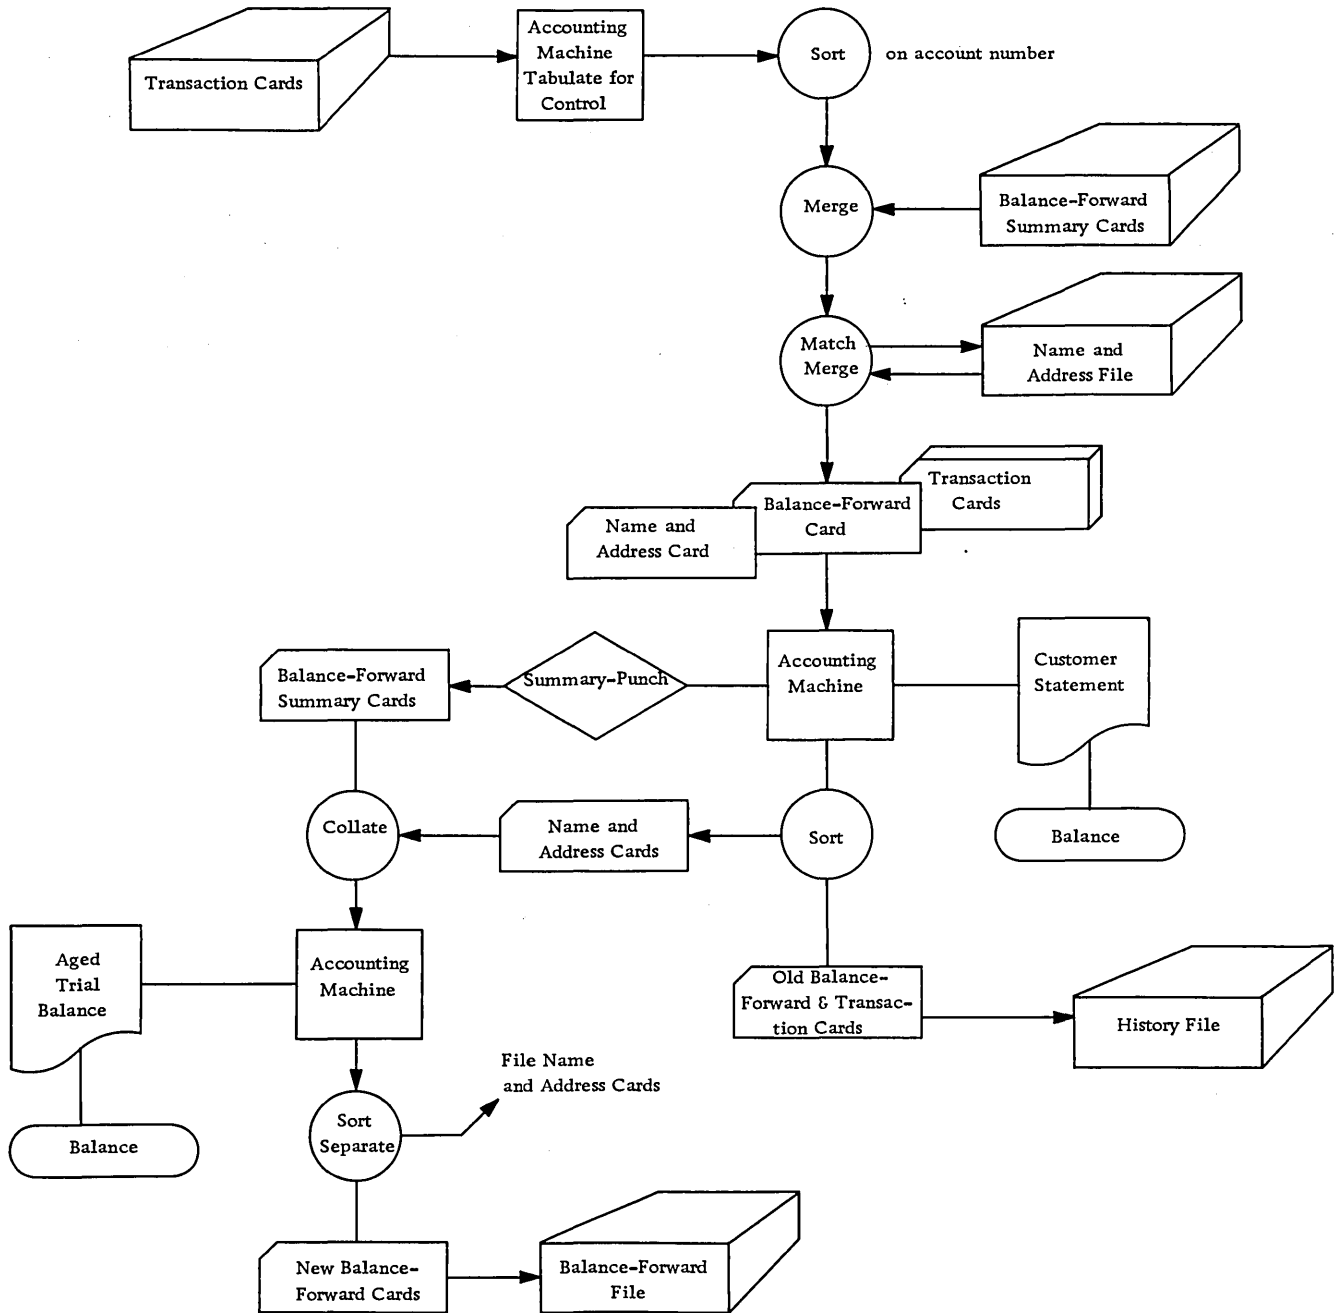 Transaction Cards
Accounting
Machine
Tabulate for
Control
Sort
on account number
Merge
Balance-Forward
Summary Cards
Match
Merge
Name and
Address File
Transaction
Cards
Balance-Forward
Card
Name and
Address Card
Accounting
Machine
Customer
Statement
Summary-Punch
Balance-Forward
Summary Cards
Collate
Name and
Address Cards
Sort
Balance
Aged
Trial
Balance
Accounting
Machine
Old Balance-
Forward & Transac-
tion Cards
History File
File Name
and Address Cards
Sort
Separate
Balance
New Balance-
Forward Cards
Balance-Forward
File